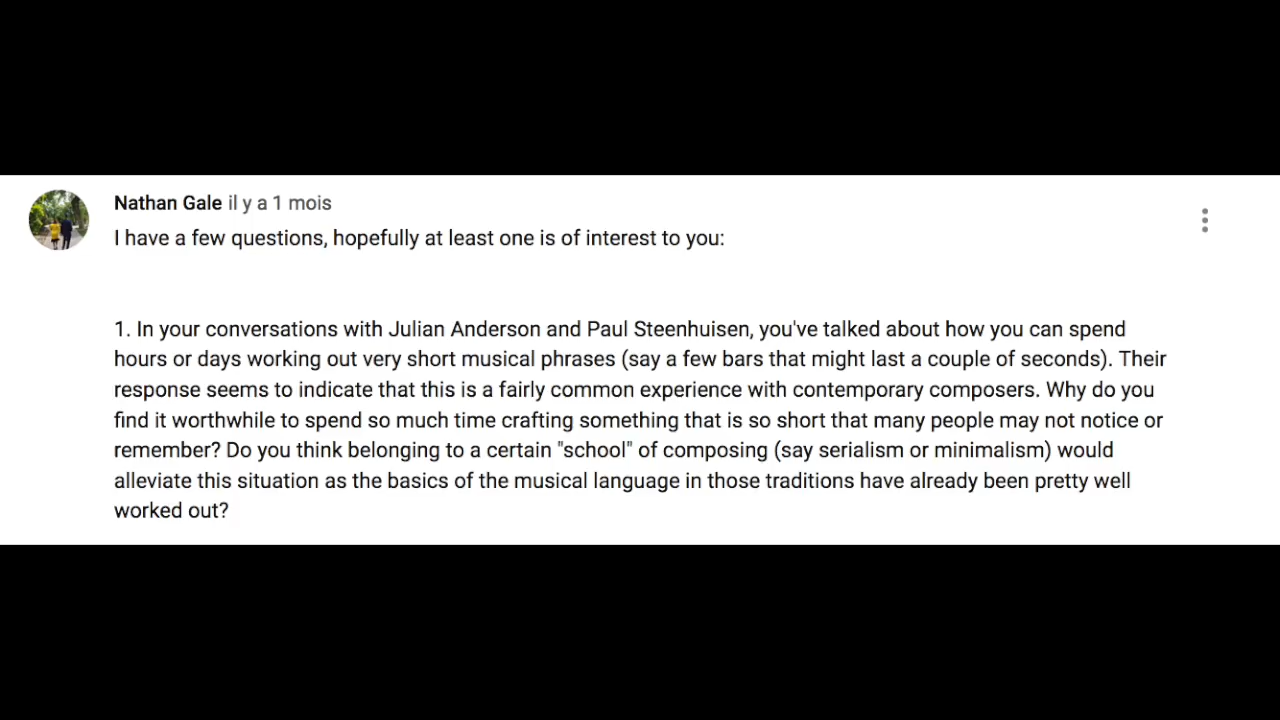 Nathan Gale il y a 1 mois
I have a few questions, hopefully at least one is of interest to you:
1. In your conversations with Julian Anderson and Paul Steenhuisen, you've talked about how you can spend
hours or days working out very short musical phrases (say a few bars that might last a couple of seconds). Their
response seems to indicate that this is a fairly common experience with contemporary composers. Why do you
find it worthwhile to spend so much time crafting something that is so short that many people may not notice or
remember? Do you think belonging to a certain "school" of composing (say serialism or minimalism) would
alleviate this situation as the basics of the musical language in those traditions have already been pretty well
worked out?